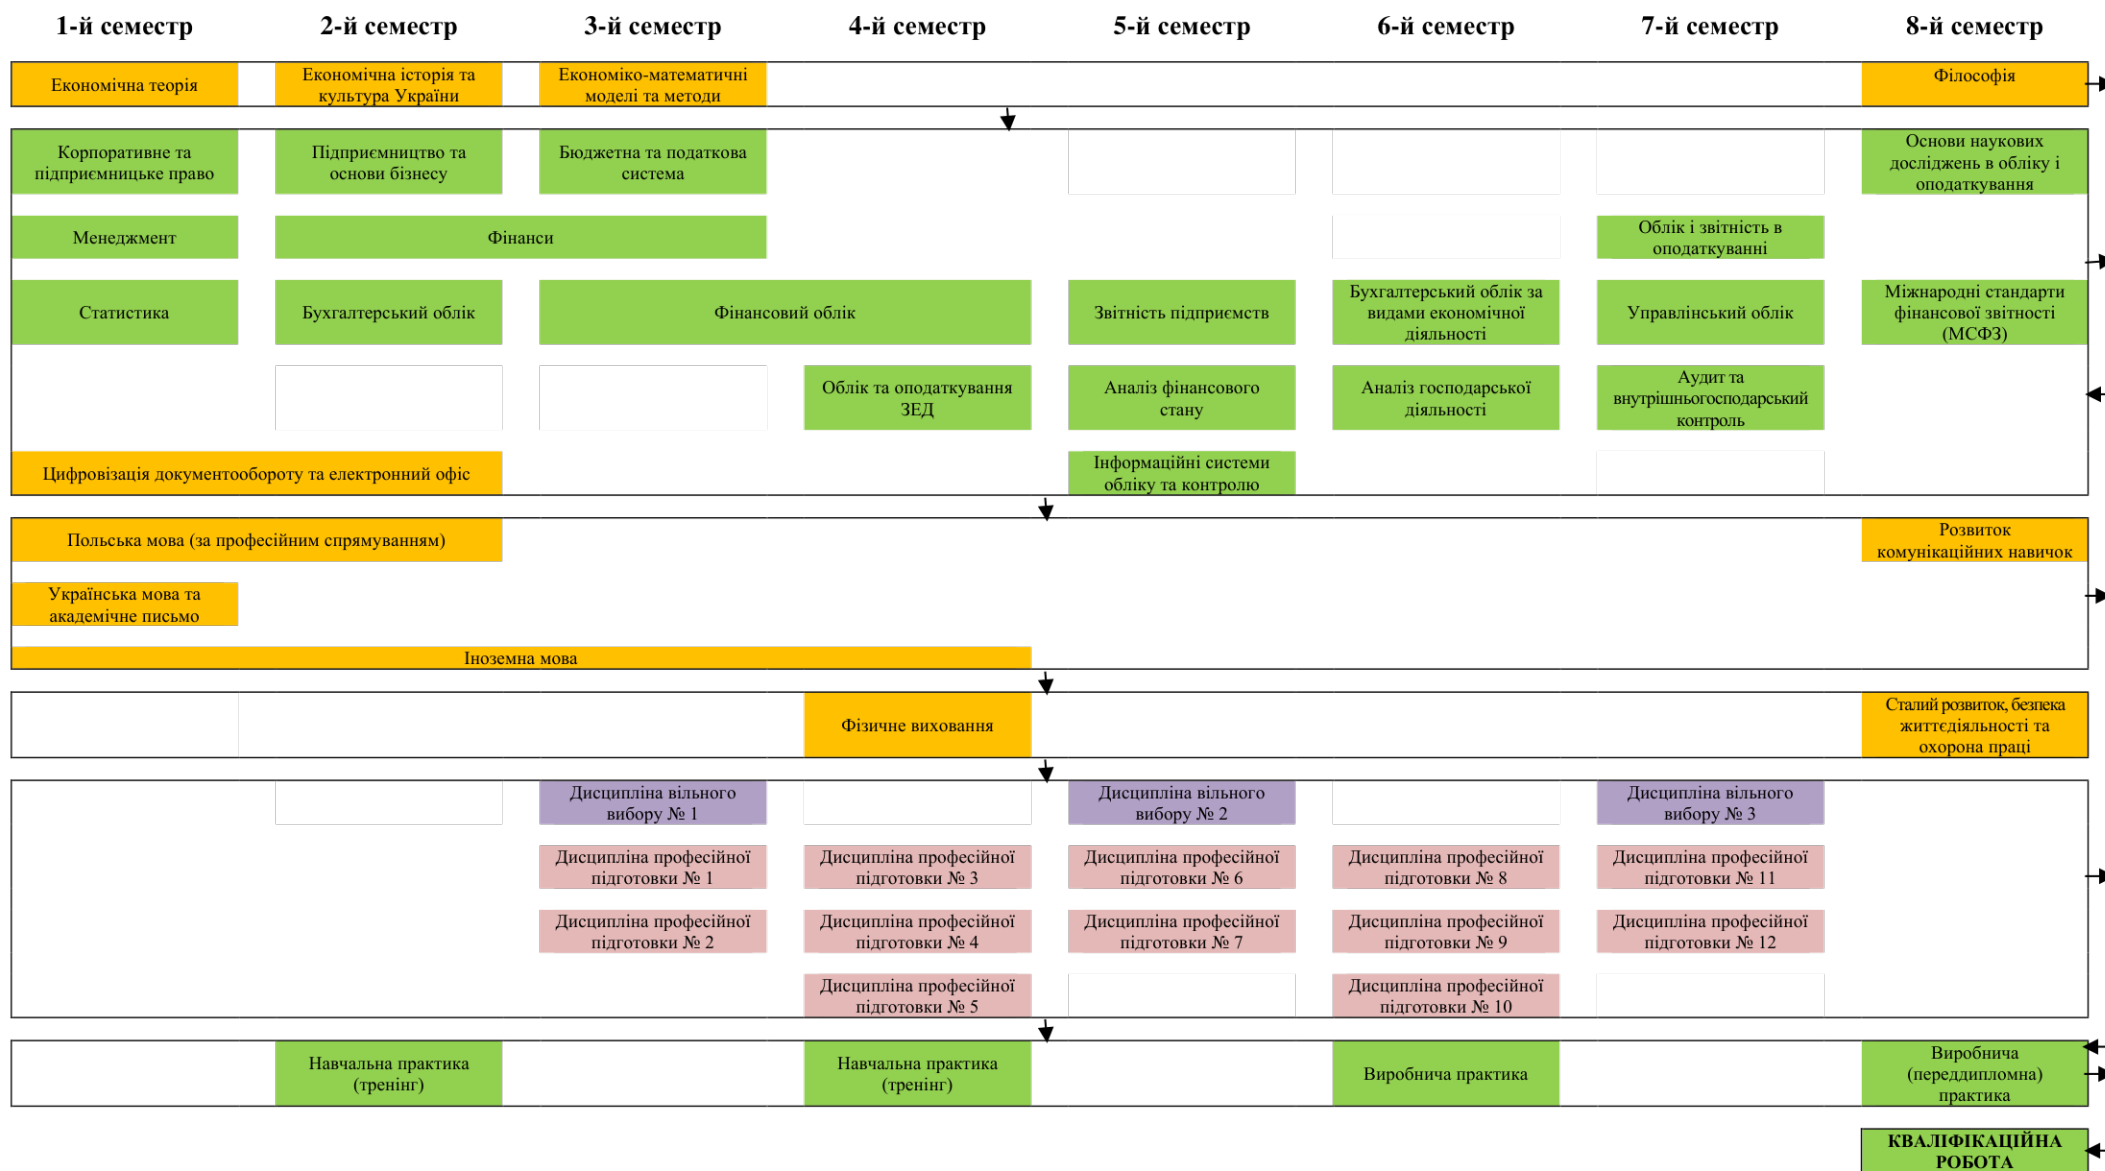 1-й семестр
2-й семестр
3-й семестр
4-й семестр
5-й семестр
6-й семестр
7-й семестр
8-й семестр
Економічна теорія
Економічна історія та
культура України
Економіко-математичні
моделі та методи
Філософія
Корпоративне та
підприємницьке право
Підприємництво та
основи бізнесу
Бюджетна та податкова
система
Основи наукових
досліджень в обліку і
оподаткування
Менеджмент
Фінанси
Облік і звітність в
оподаткуванні
Статистика
Бухгалтерський облік
Фінансовий облік
Звітність підприємств
Бухгалтерський облік за
видами економічної
діяльності
Управлінський облік
Міжнародні стандарти
фінансової звітності
(МСФЗ)
Облік та оподаткування
ЗЕД
Аналіз фінансового
стану
Аналіз господарської
діяльності
Аудит та
внутрішньогосподарський
контроль
Цифровізація документообороту та електронний офіс
Інформаційні системи
обліку та контролю
Польська мова (за професійним спрямуванням)
Розвиток
комунікаційних навичок
Українська мова та
академічне письмо
Іноземна мова
Фізичне виховання
Сталий розвиток, безпека
життєдіяльності та
охорона праці
Дисципліна вільного
вибору № 1
Дисципліна вільного
вибору № 2
Дисципліна вільного
вибору № 3
Дисципліна професійної
підготовки № 1
Дисципліна професійної
підготовки № 3
Дисципліна професійної
підготовки № 6
Дисципліна професійної
підготовки № 8
Дисципліна професійної
підготовки № 11
Дисципліна професійної
підготовки № 2
Дисципліна професійної
підготовки № 4
Дисципліна професійної
підготовки № 7
Дисципліна професійної
підготовки № 9
Дисципліна професійної
підготовки № 12
Дисципліна професійної
підготовки № 5
Дисципліна професійної
підготовки № 10
Навчальна практика
(тренінг)
Навчальна практика
(тренінг)
Виробнича практика
Виробнича
(переддипломна)
практика
КВАЛІФІКАЦІЙНА
РОБОТА